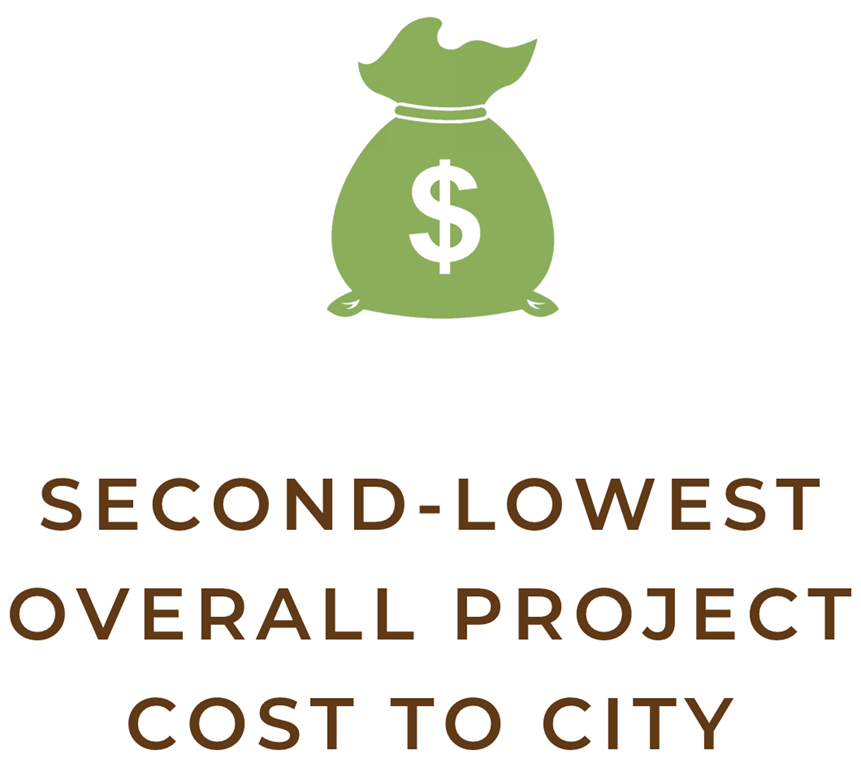 $
SECOND-LOWEST
OVERALL PROJECT
COST TO CITY